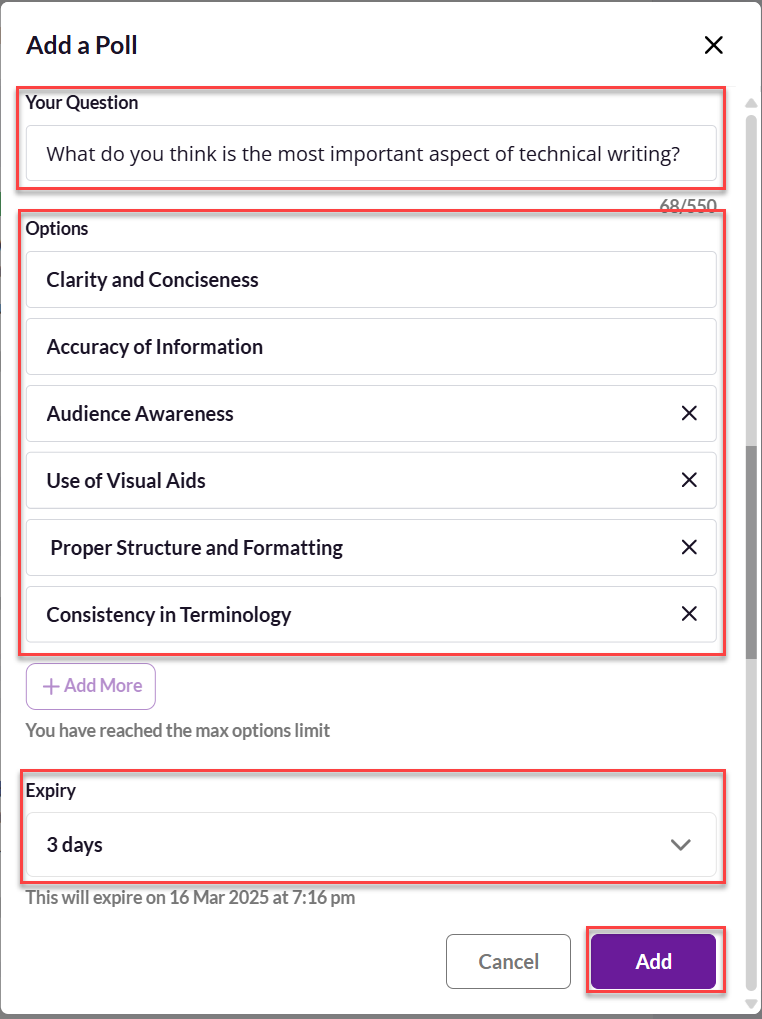 Add a Poll
Your Question
What do you think is the most important aspect of technical writing?
68/550
Options
Clarity and Conciseness
Accuracy of Information
Audience Awareness
Use of Visual Aids
Proper Structure and Formatting
Consistency in Terminology
+ Add More
You have reached the max options limit
Expiry
3 days
This will expire on 16 Mar 2025 at 7:16 pm
Cancel
Add